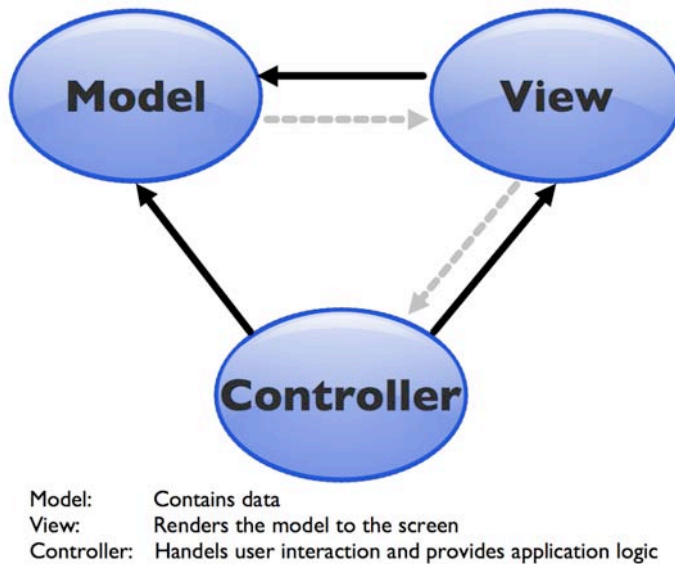 Model
View
Controller
Model: Contains data
View: Renders the model to the screen
Controller: Handels user interaction and provides application logic